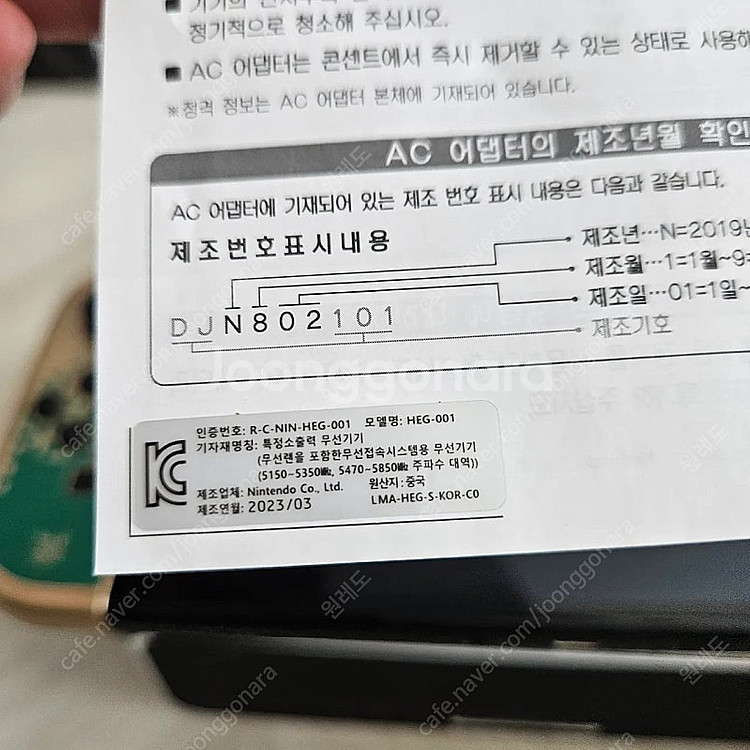 정기적으로 청소해 주십시오.
■ AC 어댑터는 콘센트에서 즉시 제거할 수 있는 상태로 사용해
※정격 정보는 AC 어댑터 본체에 기재되어 있습니다.
AC 어댑터의 제조년월 확인
AC 어댑터에 기재되어 있는 제조 번호 표시 내용은 다음과 같습니다.
제조번호표시내용
제조년…N=2019년
제조월…1=1월~9=
제조일…01=1일~
DJN802101
제조기호
Joonggonara
인증번호: R-C-NIN-HEG-001 모델명: HEG-001
기자재명칭: 특정소출력 무선기기
(무선랜을 포함한무선접속시스템용 무선기기
(5150~5350㎒, 5470~5850㎒ 주파수 대역))
제조업체: Nintendo Co., Ltd. 원산지:중국
제조연월: 2023/03 LMA-HEG-S-KOR-C0
원레도
cafe.naver.com/joonggonara